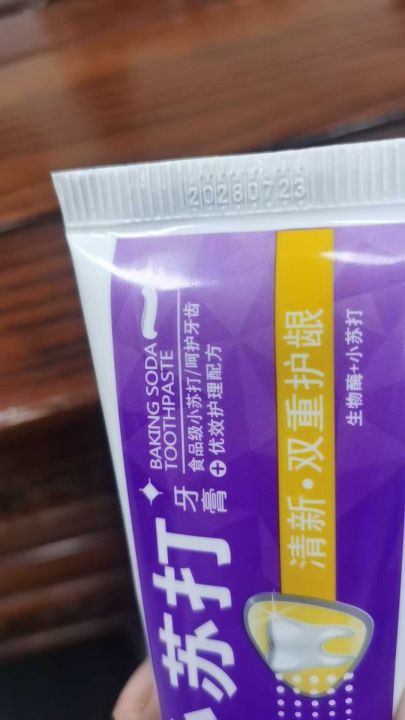 20280723
BAKING SODA
TOOTHPASTE
食品级小苏打/呵护牙齿
优效护理配方
牙膏
苏打
清新·双重护龈
生物酶+小苏打